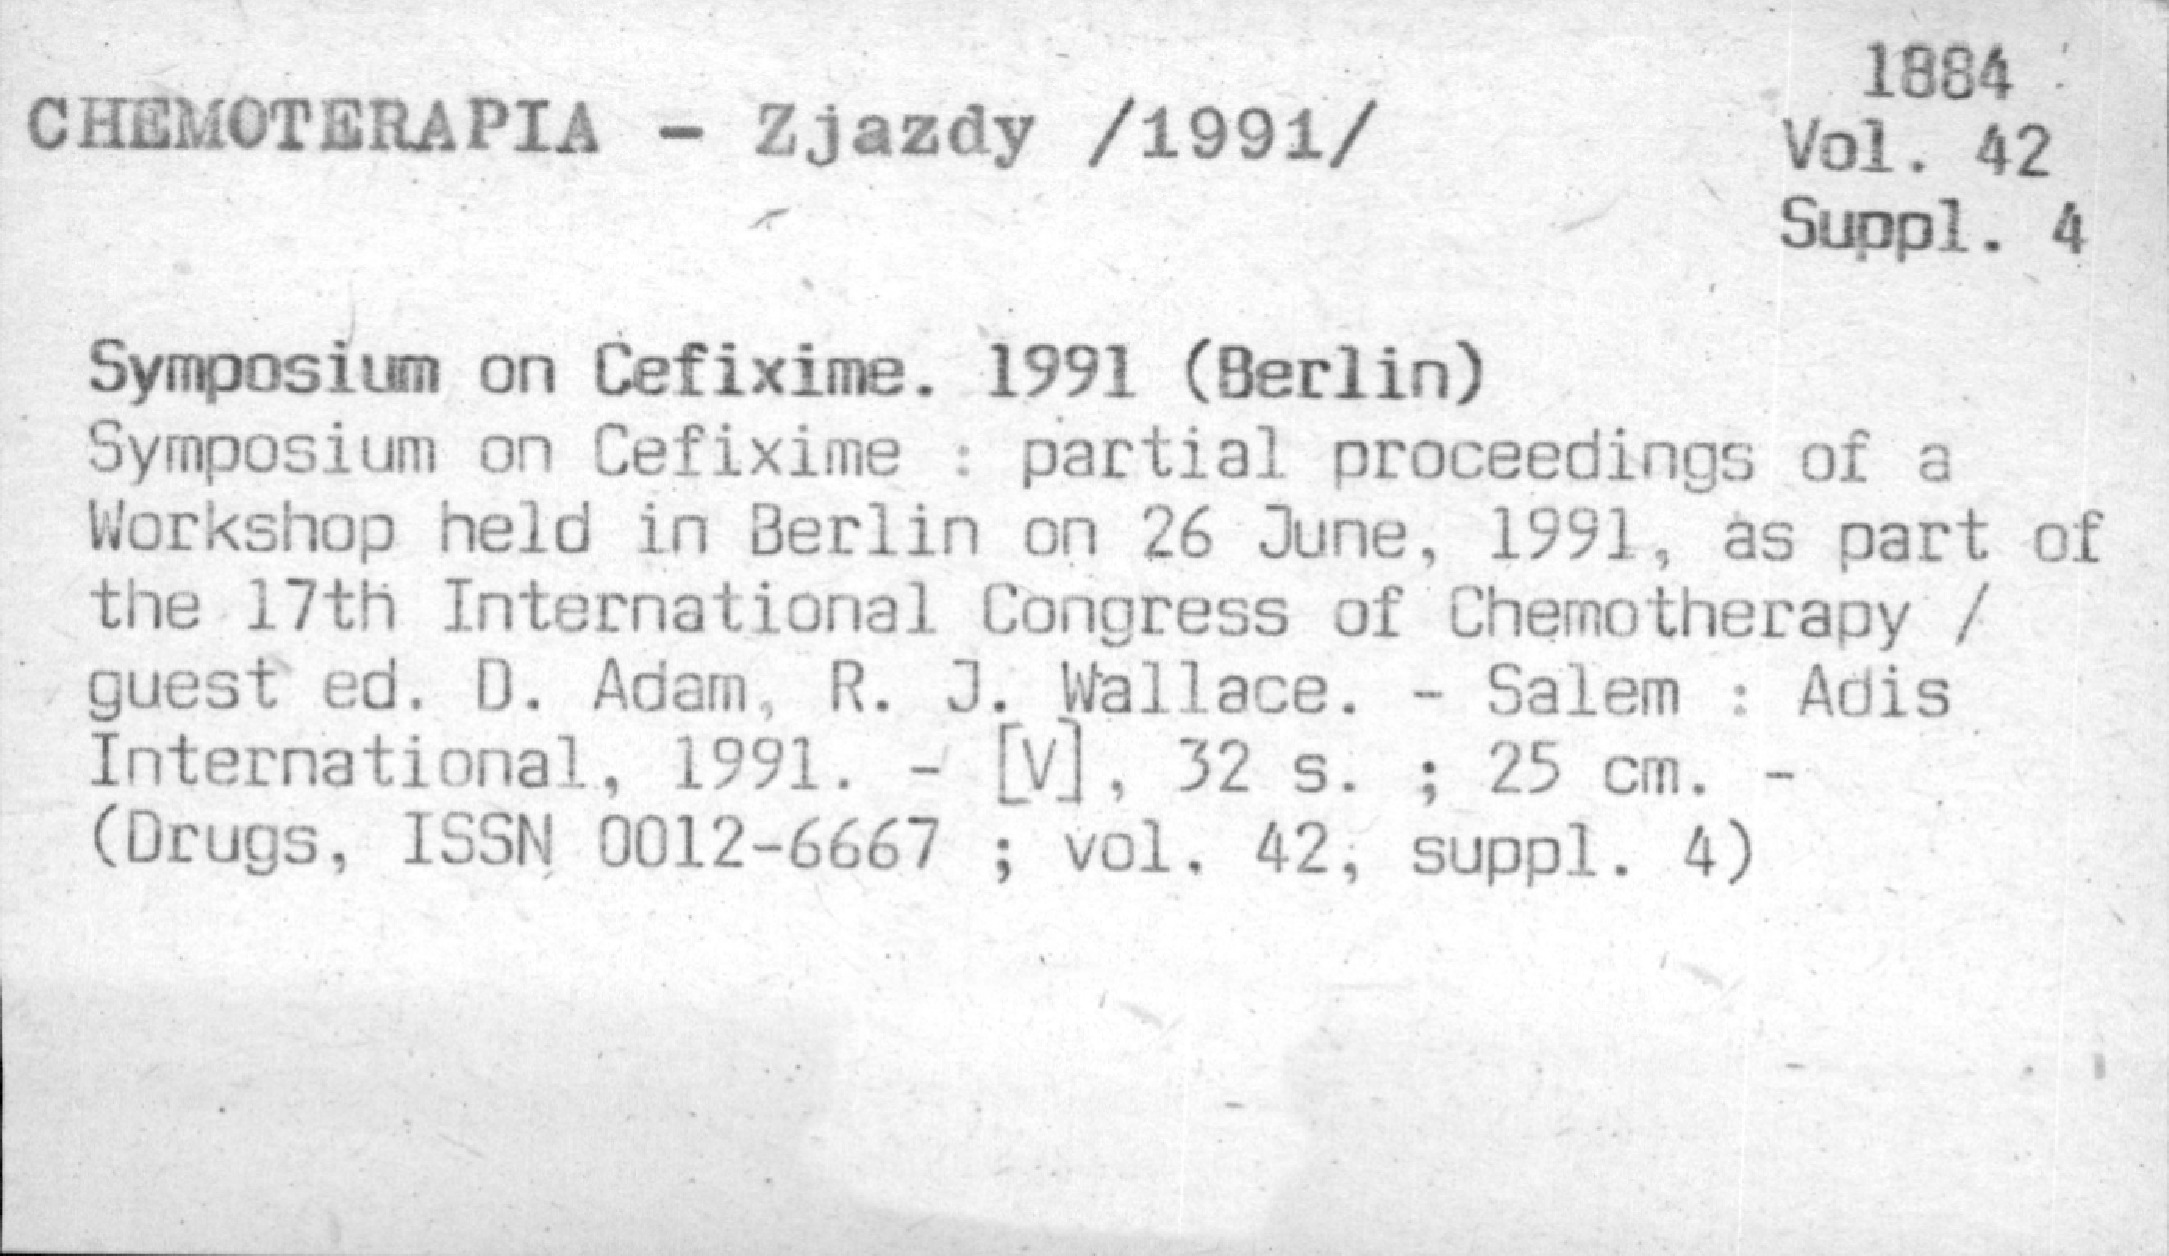 1884
CHEMOTERAPIA - Zjazdy /1991/
Vol. 42
Suppl. 4
Symposium on Cefixime. 1991 (Berlin)
Symposium on Cefixime : partial proceedings of a
Workshop held in Berlin on 26 June, 1991, as part of
the 17th International Congress of Chemotherapy /
guest ed. D. Adam, R. J. Wallace. - Salem : Adis
International, 1991. - [V], 32 s. ; 25 cm. -
(Drugs, ISSN 0012-6667 ; vol. 42, suppl. 4)